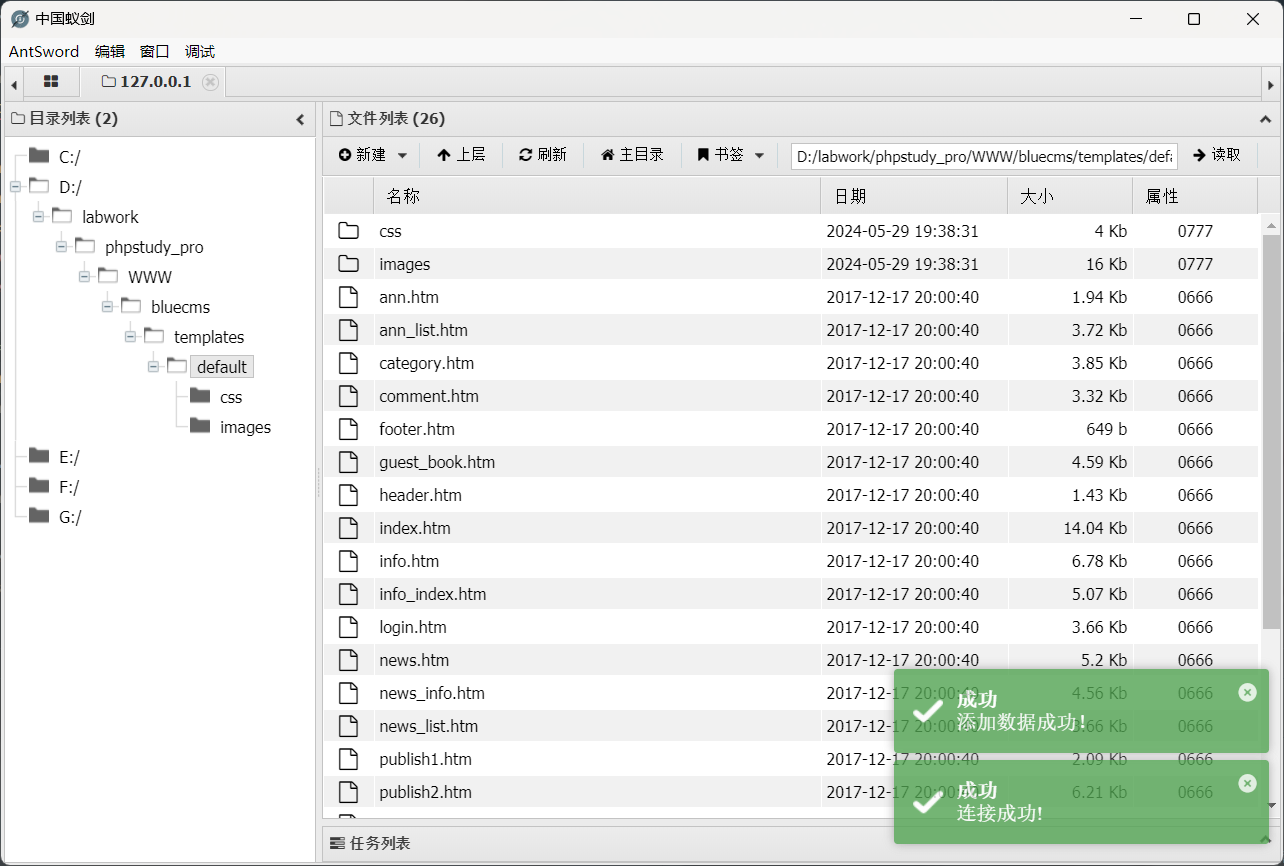 中国蚁剑
AntSword 编辑 窗口 调试
127.0.0.1
目录列表 (2)
C:/
D:/
labwork
phpstudy_pro
WWW
bluecms
templates
default
css
images
E:/
F:/
G:/
文件列表 (26)
新建 上层 刷新 主目录 书签 D:/labwork/phpstudy_pro/WWW/bluecms/templates/defa 读取
名称 日期 大小 属性
css 2024-05-29 19:38:31 4 Kb 0777
images 2024-05-29 19:38:31 16 Kb 0777
ann.htm 2017-12-17 20:00:40 1.94 Kb 0666
ann_list.htm 2017-12-17 20:00:40 3.72 Kb 0666
category.htm 2017-12-17 20:00:40 3.85 Kb 0666
comment.htm 2017-12-17 20:00:40 3.32 Kb 0666
footer.htm 2017-12-17 20:00:40 649 b 0666
guest_book.htm 2017-12-17 20:00:40 4.59 Kb 0666
header.htm 2017-12-17 20:00:40 1.43 Kb 0666
index.htm 2017-12-17 20:00:40 14.04 Kb 0666
info.htm 2017-12-17 20:00:40 6.78 Kb 0666
info_index.htm 2017-12-17 20:00:40 5.07 Kb 0666
login.htm 2017-12-17 20:00:40 3.66 Kb 0666
news.htm 2017-12-17 20:00:40 5.2 Kb 0666
news_info.htm 2017-12-17 20:00:40 4.56 Kb 0666
news_list.htm 2017-12-17 20:00:40 0666
publish1.htm 2017-12-17 20:00:40 2.09 Kb 0666
publish2.htm 2017-12-17 20:00:40 6.21 Kb 0666
成功
添加数据成功!
成功
连接成功!
任务列表